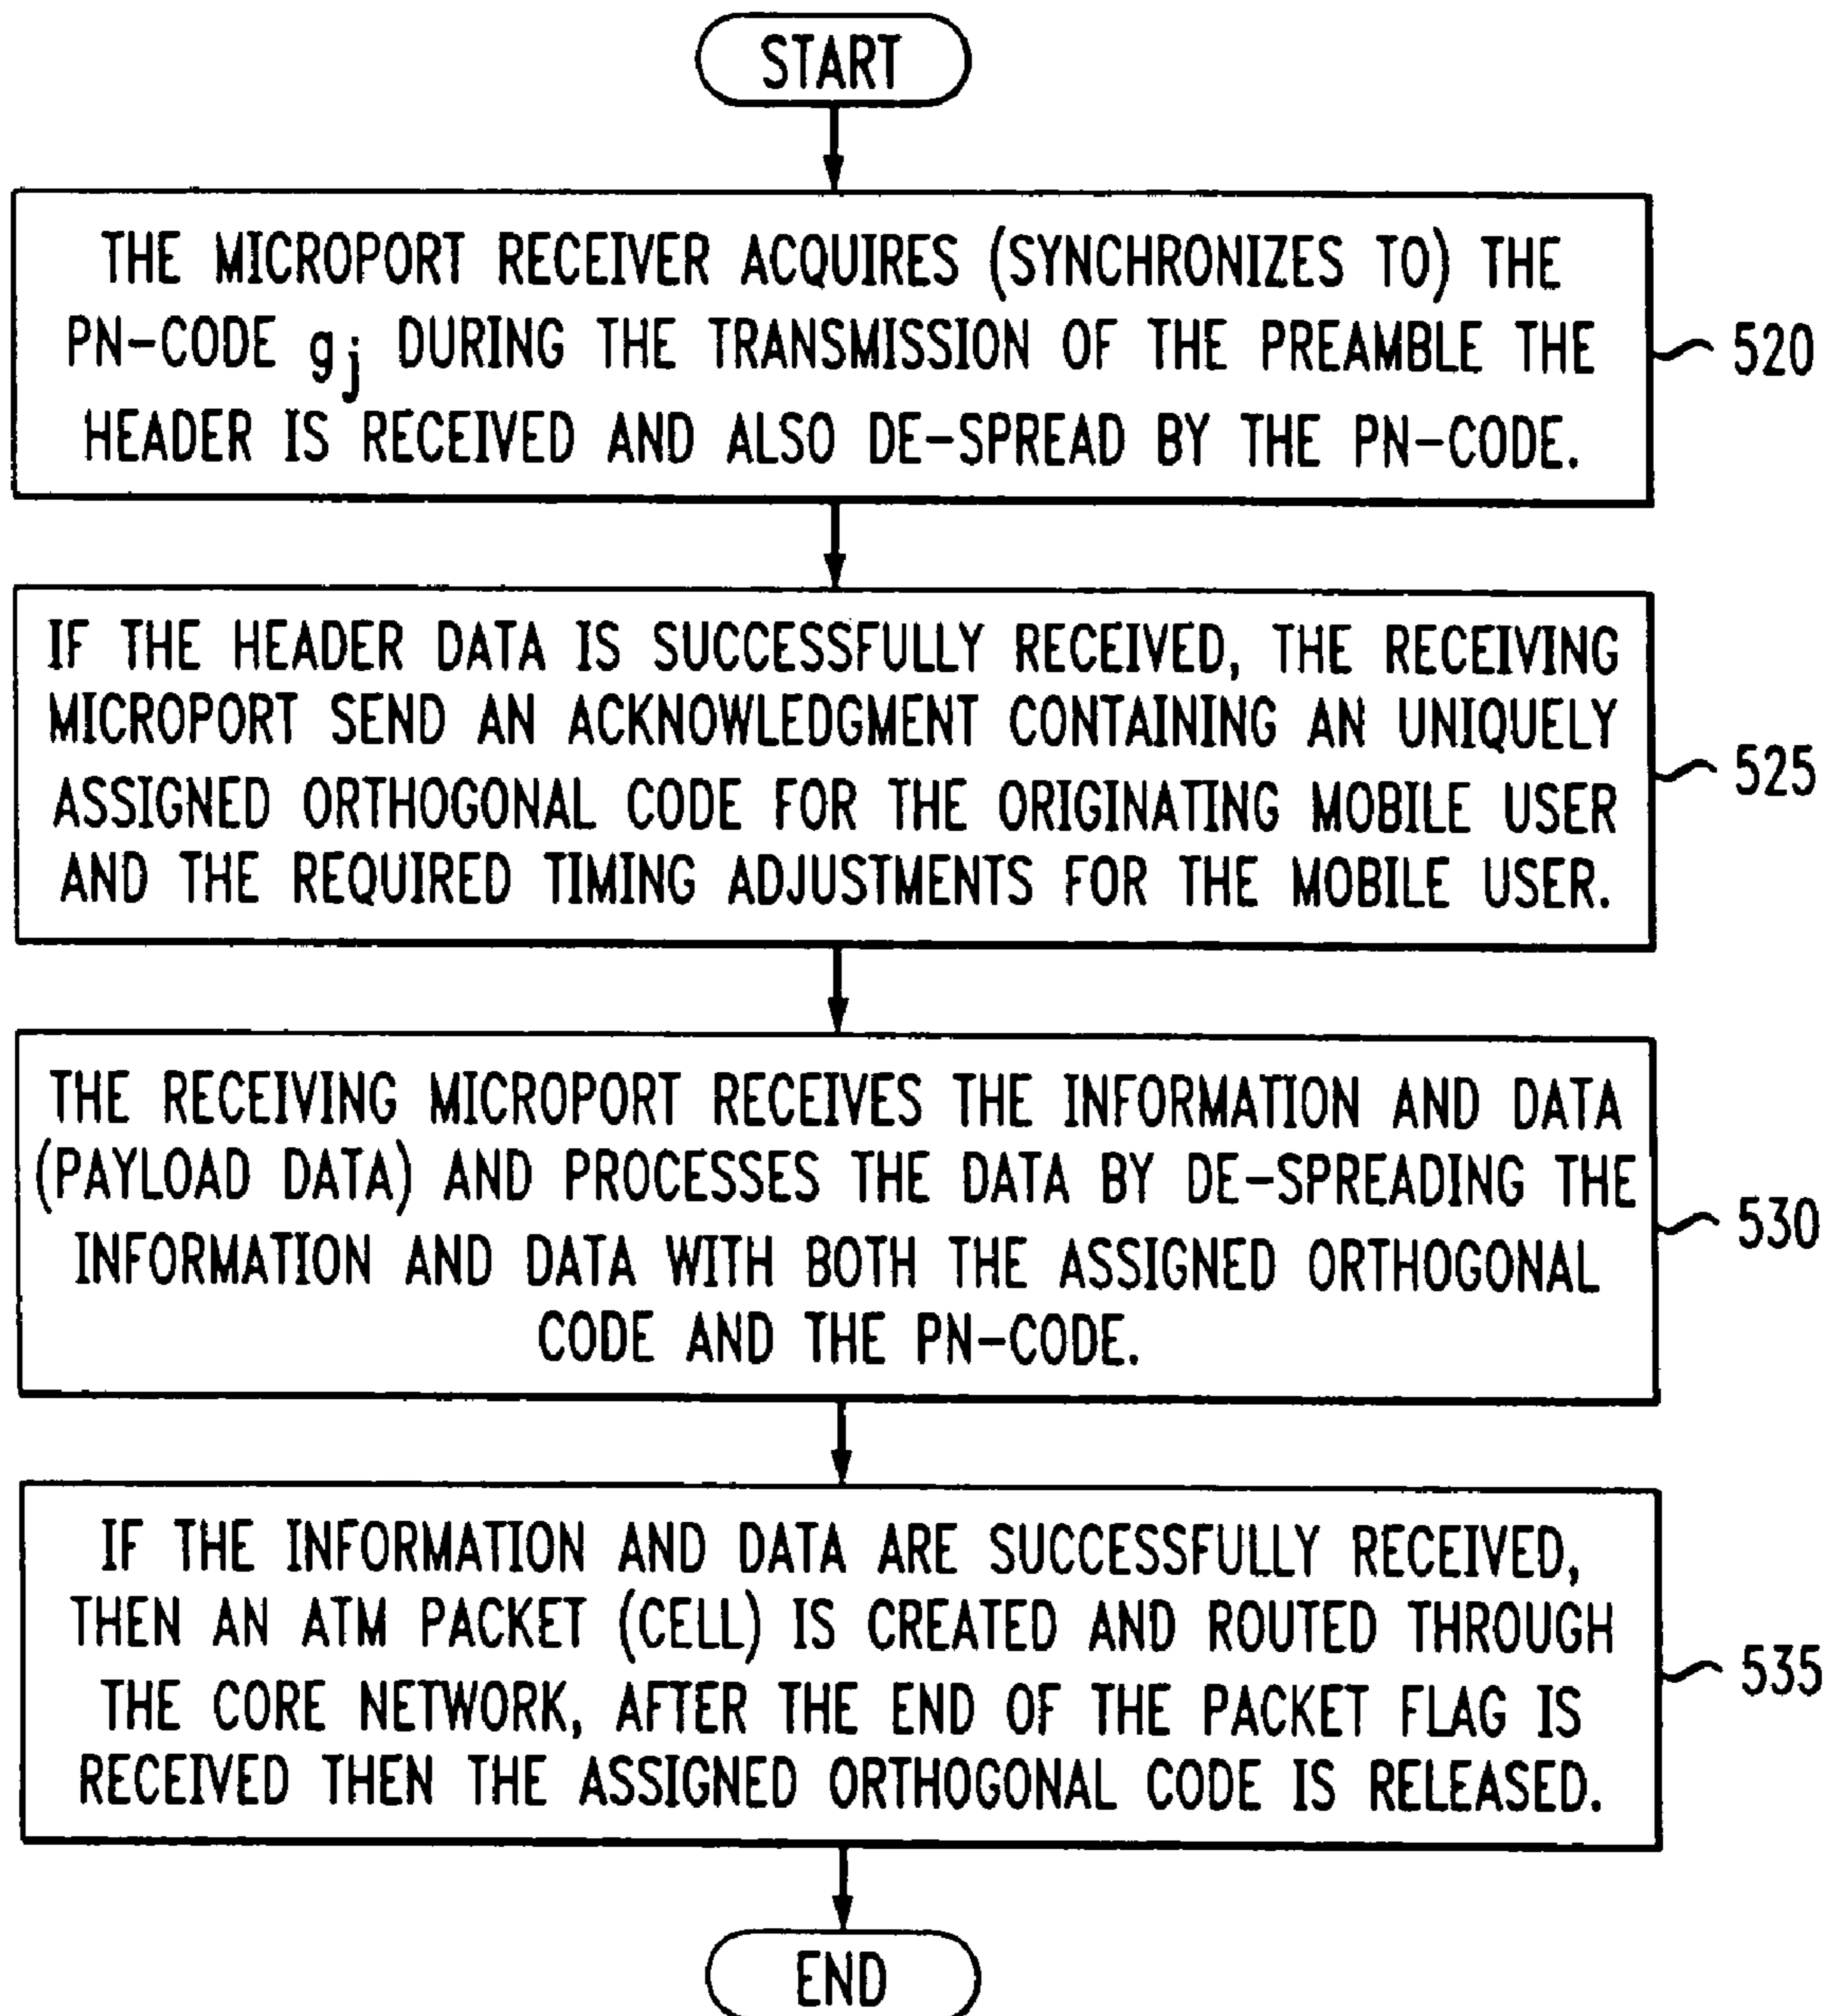 START
THE MICROPORT RECEIVER ACQUIRES (SYNCHRONIZES TO) THE
PN-CODE gj DURING THE TRANSMISSION OF THE PREAMBLE THE
HEADER IS RECEIVED AND ALSO DE-SPREAD BY THE PN-CODE.
520
IF THE HEADER DATA IS SUCCESSFULLY RECEIVED, THE RECEIVING
MICROPORT SEND AN ACKNOWLEDGMENT CONTAINING AN UNIQUELY
ASSIGNED ORTHOGONAL CODE FOR THE ORIGINATING MOBILE USER
AND THE REQUIRED TIMING ADJUSTMENTS FOR THE MOBILE USER.
525
THE RECEIVING MICROPORT RECEIVES THE INFORMATION AND DATA
(PAYLOAD DATA) AND PROCESSES THE DATA BY DE-SPREADING THE
INFORMATION AND DATA WITH BOTH THE ASSIGNED ORTHOGONAL
CODE AND THE PN-CODE.
530
IF THE INFORMATION AND DATA ARE SUCCESSFULLY RECEIVED,
THEN AN ATM PACKET (CELL) IS CREATED AND ROUTED THROUGH
THE CORE NETWORK, AFTER THE END OF THE PACKET FLAG IS
RECEIVED THEN THE ASSIGNED ORTHOGONAL CODE IS RELEASED.
535
END